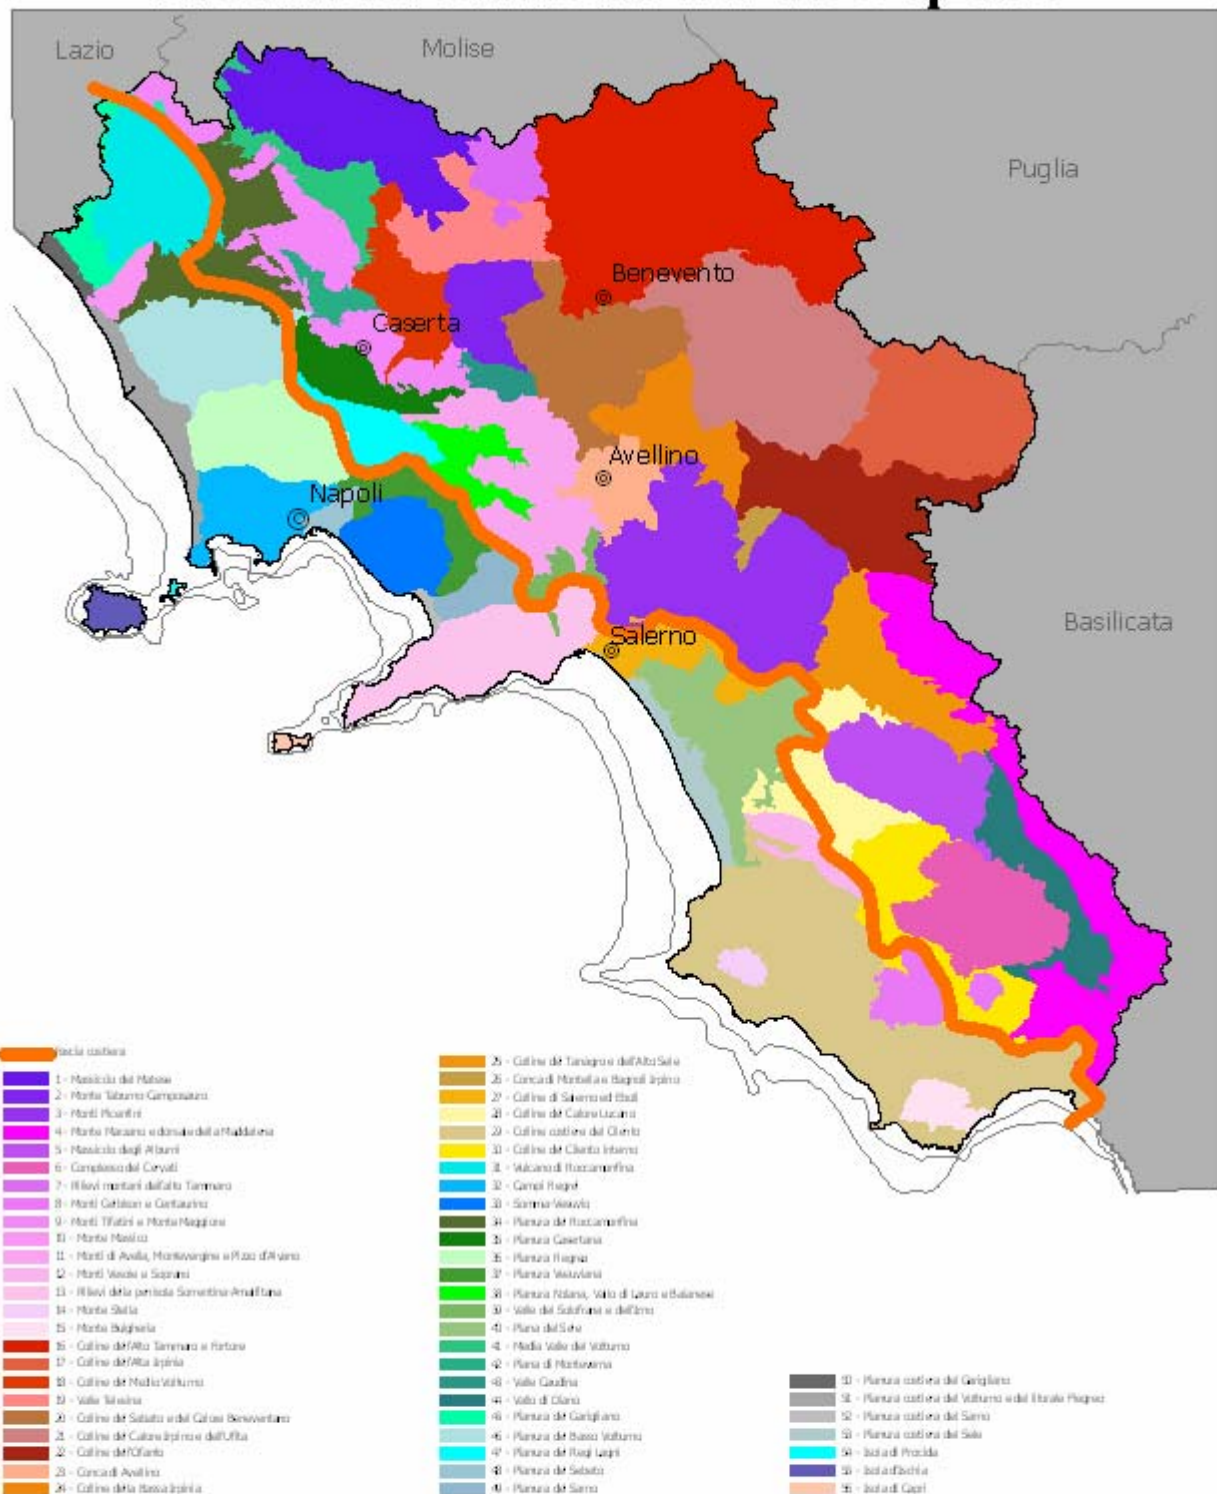 Lazio
Molise
Puglia
Benevento
Caserta
Avellino
Napoli
Salerno
Basilicata
fascia costiera
1 - Massiccio del Matese
2 - Monte Taburno Camposauro
3 - Monti Picentini
4 - Monte Marzano e dorsale della Maddalena
5 - Massiccio degli Alburni
6 - Complesso del Cervati
7 - Rilievi montani dell'alto Tammaro
8 - Monti Gelbison e Centaurino
9 - Monti Tifatini e Monte Maggiore
10 - Monte Massico
11 - Monti di Avella, Montevergine e Pizzo d'Alvano
12 - Monti Vesole e Soprano
13 - Rilievi della penisola Sorrentina-Amalfitana
14 - Monte Stella
15 - Monte Bulgheria
16 - Colline dell'Alto Tammaro e Fortore
17 - Colline dell'Alta Irpinia
18 - Colline del Medio Volturno
19 - Valle Telesina
20 - Colline del Sabato e del Calore Beneventano
21 - Colline del Calore Irpino e dell'Ufita
22 - Colline dell'Ofanto
23 - Conca di Avellino
24 - Colline della Bassa Irpinia
25 - Colline del Tanagro e dell'Alto Sele
26 - Conca di Montella e Bagnoli Irpino
27 - Colline di Salerno ed Eboli
28 - Colline del Calore Lucano
29 - Colline costiere del Cilento
30 - Colline del Cilento Interno
31 - Vulcano di Roccamonfina
32 - Campi Flegrei
33 - Somma-Vesuvio
34 - Pianura del Roccamonfina
35 - Pianura Casertana
36 - Pianura Flegrea
37 - Pianura Vesuviana
38 - Pianura Nolana, Vallo di Lauro e Baianese
39 - Valle del Solofrana e dell'Irno
40 - Piana del Sele
41 - Media Valle del Volturno
42 - Piana di Monteverna
43 - Valle Caudina
44 - Vallo di Diano
45 - Pianura del Garigliano
46 - Pianura del Basso Volturno
47 - Pianura dei Regi Lagni
48 - Pianura del Sebeto
49 - Pianura del Sarno
50 - Pianura costiera del Garigliano
51 - Pianura costiera del Volturno e del litorale Flegreo
52 - Pianura costiera del Sarno
53 - Pianura costiera del Sele
54 - Isola di Procida
55 - Isola d'Ischia
56 - Isola di Capri